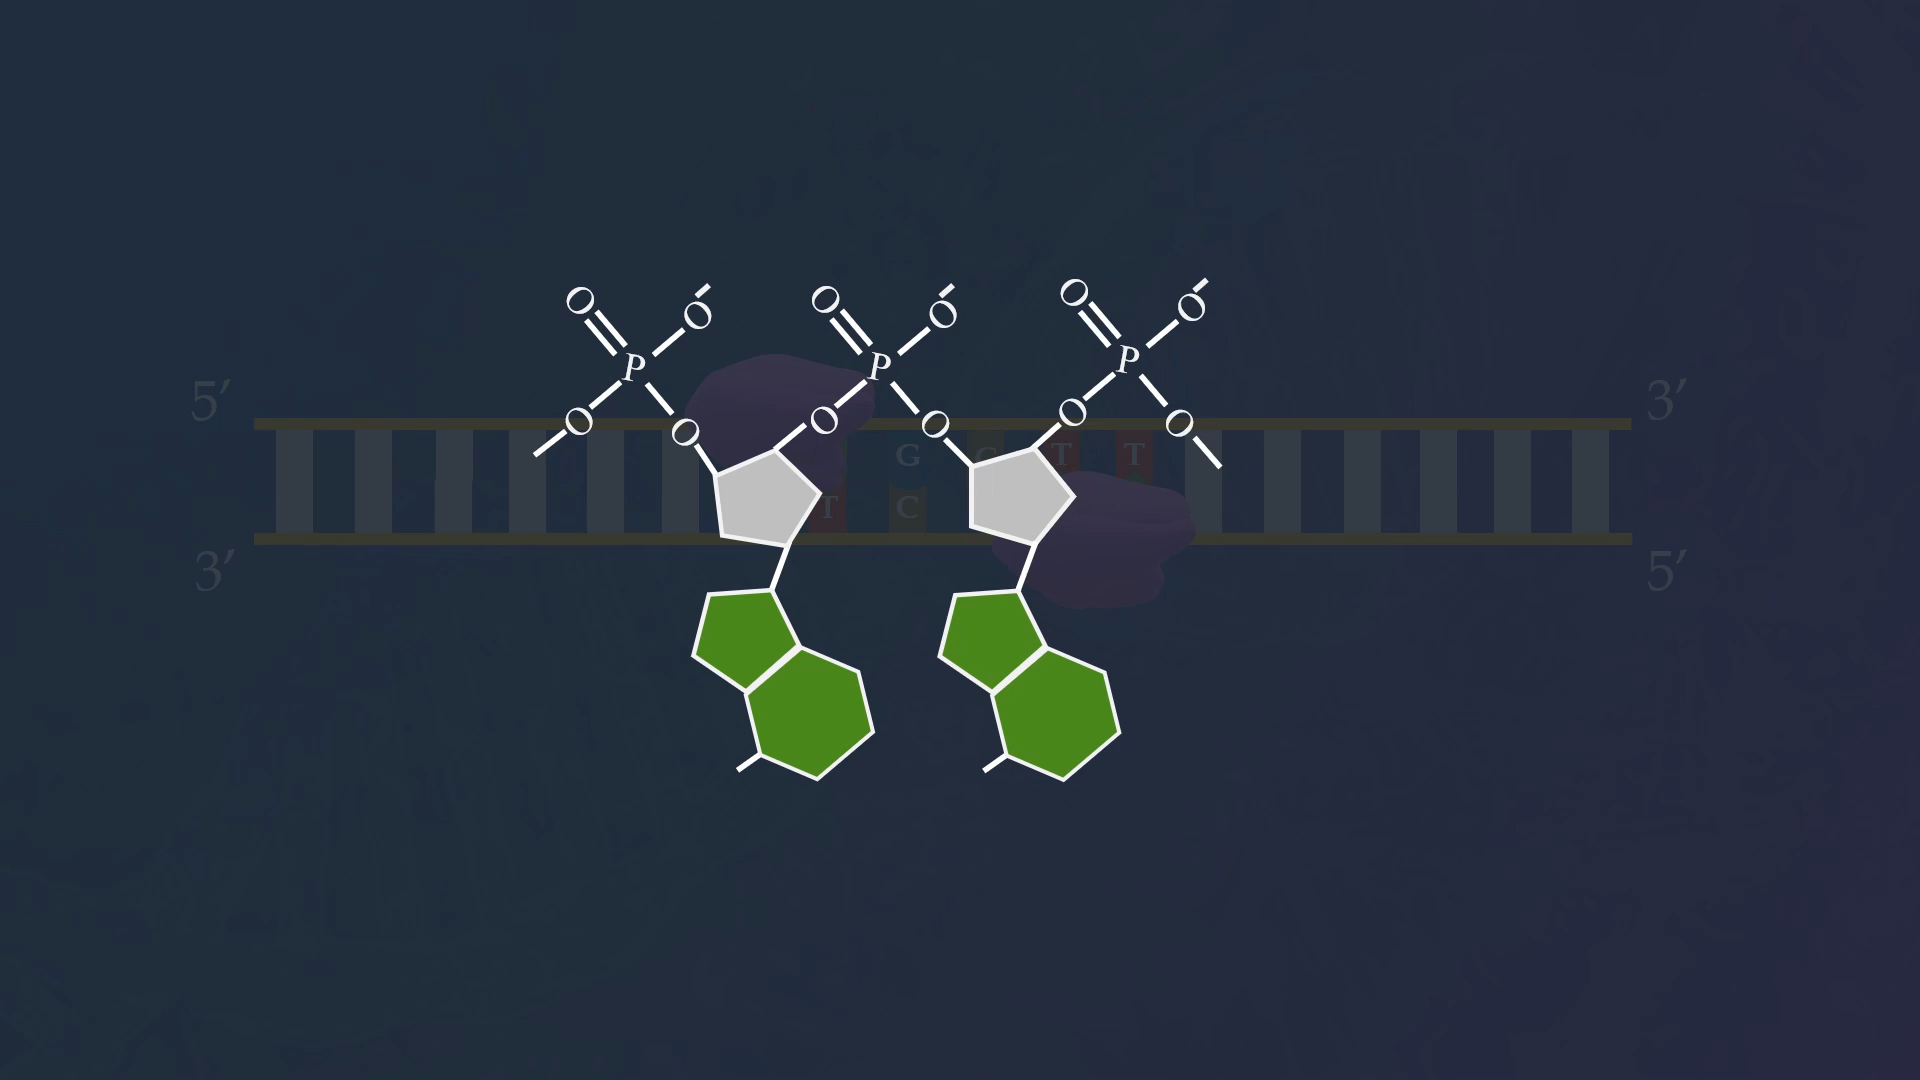 O O O O O O
P P P
5′ O O O O O O 3′
G C T T
T C
3′ 5′